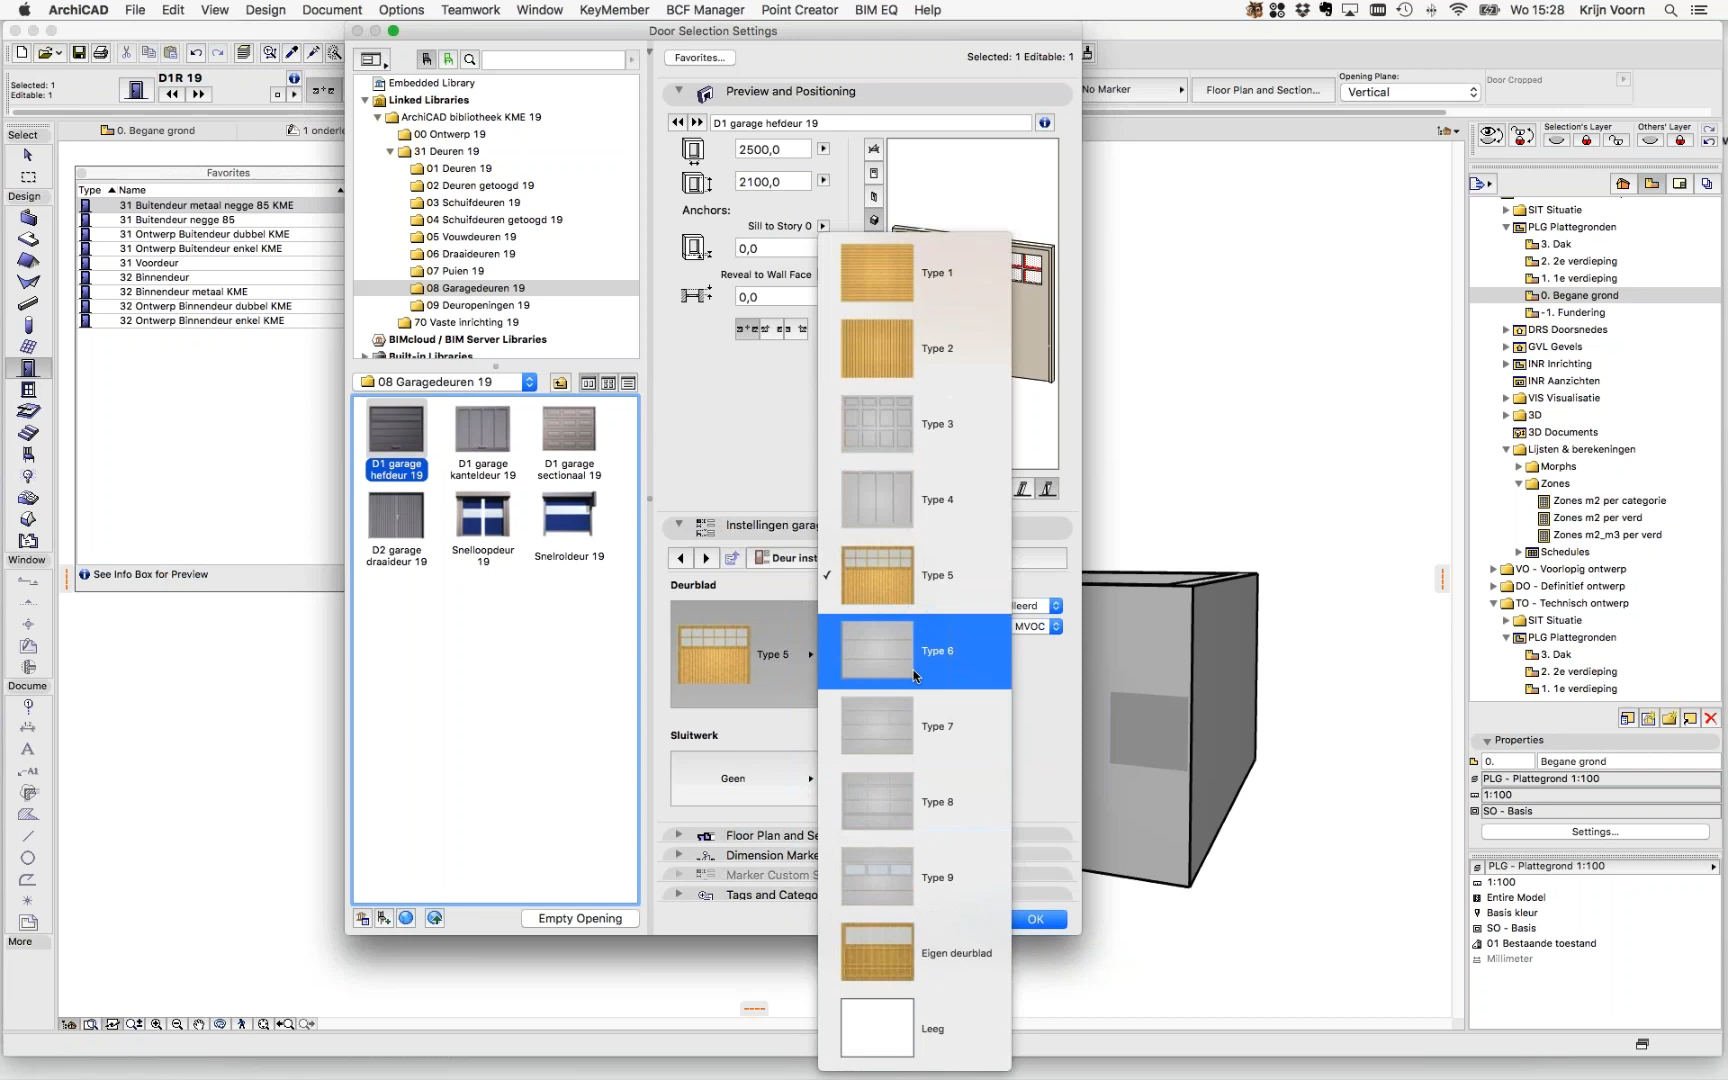 ArchiCAD File Edit View Design Document Options Teamwork Window KeyMember BCF Manager Point Creator BIM EQ Help
Wo 15:28 Krijn Voorn
Door Selection Settings
Selected: 1
Editable: 1
D1R 19
Favorites...
Selected: 1 Editable: 1
No Marker
Floor Plan and Section...
Opening Plane:
Vertical
Door Cropped
Selection's Layer
Others' Layer
Select
Design
Window
Docume
More
0. Begane grond
1 onderle
Favorites
Type
Name
31 Buitendeur metaal negge 85 KME
31 Buitendeur negge 85
31 Ontwerp Buitendeur dubbel KME
31 Ontwerp Buitendeur enkel KME
31 Voordeur
32 Binnendeur
32 Binnendeur metaal KME
32 Ontwerp Binnendeur dubbel KME
32 Ontwerp Binnendeur enkel KME
See Info Box for Preview
Embedded Library
Linked Libraries
ArchiCAD bibliotheek KME 19
00 Ontwerp 19
31 Deuren 19
01 Deuren 19
02 Deuren getoogd 19
03 Schuifdeuren 19
04 Schuifdeuren getoogd 19
05 Vouwdeuren 19
06 Draaideuren 19
07 Puien 19
08 Garagedeuren 19
09 Deuropeningen 19
70 Vaste inrichting 19
BIMcloud / BIM Server Libraries
Built-in Libraries
08 Garagedeuren 19
D1 garage
hefdeur 19
D1 garage
kanteldeur 19
D1 garage
sectionaal 19
D2 garage
draaideur 19
Snelloopdeur
19
Snelroldeur 19
Empty Opening
Preview and Positioning
D1 garage hefdeur 19
2500,0
2100,0
Anchors:
Sill to Story 0
0,0
Reveal to Wall Face
0,0
Instellingen garag
Deur inst
Deurblad
Type 5
leerd
MVOC
Sluitwerk
Geen
Floor Plan and Se
Dimension Marke
Marker Custom S
Tags and Catego
OK
Type 1
Type 2
Type 3
Type 4
Type 5
Type 6
Type 7
Type 8
Type 9
Eigen deurblad
Leeg
SIT Situatie
PLG Plattegronden
3. Dak
2. 2e verdieping
1. 1e verdieping
0. Begane grond
-1. Fundering
DRS Doorsnedes
GVL Gevels
INR Inrichting
INR Aanzichten
VIS Visualisatie
3D
3D Documents
Lijsten & berekeningen
Morphs
Zones
Zones m2 per categorie
Zones m2 per verd
Zones m2_m3 per verd
Schedules
VO - Voorlopig ontwerp
DO - Definitief ontwerp
TO - Technisch ontwerp
SIT Situatie
PLG Plattegronden
3. Dak
2. 2e verdieping
1. 1e verdieping
Properties
0.
Begane grond
PLG - Plattegrond 1:100
1:100
SO - Basis
Settings...
PLG - Plattegrond 1:100
1:100
Entire Model
Basis kleur
SO - Basis
01 Bestaande toestand
Millimeter